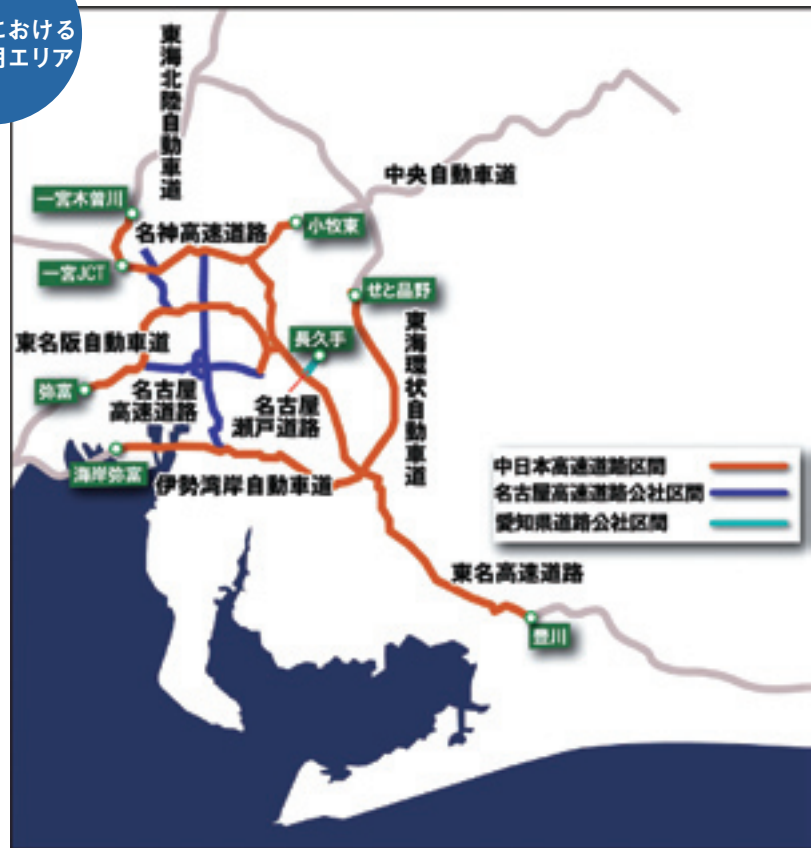 における
用エリア
東海北陸自動車道
中央自動車道
一宮木曽川
名神高速道路
小牧東
一宮JCT
せと品野
東名阪自動車道
長久手
東海環状自動車道
弥富
名古屋
高速道路
名古屋
瀬戸道路
海岸弥富
伊勢湾岸自動車道
中日本高速道路区間
名古屋高速道路公社区間
愛知県道路公社区間
東名高速道路
豊川